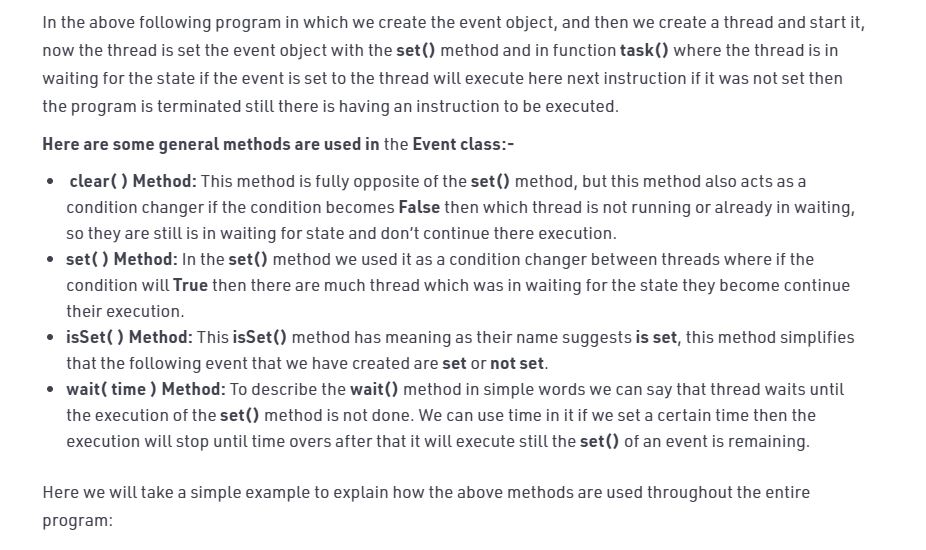 In the above following program in which we create the event object, and then we create a thread and start it,
now the thread is set the event object with the set() method and in function task() where the thread is in
waiting for the state if the event is set to the thread will execute here next instruction if it was not set then
the program is terminated still there is having an instruction to be executed.
Here are some general methods are used in the Event class:-
• clear( ) Method: This method is fully opposite of the set() method, but this method also acts as a
condition changer if the condition becomes False then which thread is not running or already in waiting,
so they are still is in waiting for state and don’t continue there execution.
• set( ) Method: In the set() method we used it as a condition changer between threads where if the
condition will True then there are much thread which was in waiting for the state they become continue
their execution.
• isSet( ) Method: This isSet() method has meaning as their name suggests is set, this method simplifies
that the following event that we have created are set or not set.
• wait( time ) Method: To describe the wait() method in simple words we can say that thread waits until
the execution of the set() method is not done. We can use time in it if we set a certain time then the
execution will stop until time overs after that it will execute still the set() of an event is remaining.
Here we will take a simple example to explain how the above methods are used throughout the entire
program: